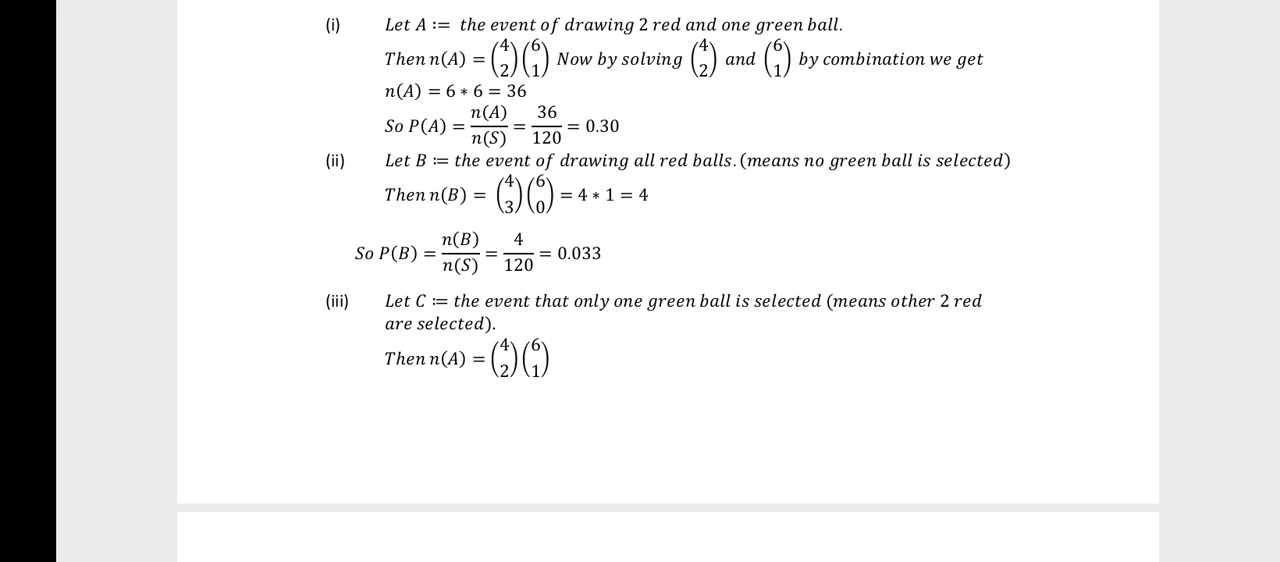 (i) Let A := the event of drawing 2 red and one green ball.
Then n(A) = (4 2)(6 1) Now by solving (4 2) and (6 1) by combination we get
n(A) = 6 * 6 = 36
So P(A) = n(A)/n(S) = 36/120 = 0.30
(ii) Let B := the event of drawing all red balls. (means no green ball is selected)
Then n(B) = (4 3)(6 0) = 4 * 1 = 4
So P(B) = n(B)/n(S) = 4/120 = 0.033
(iii) Let C := the event that only one green ball is selected (means other 2 red
are selected).
Then n(A) = (4 2)(6 1)